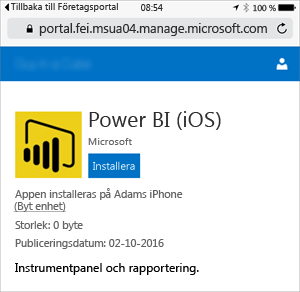 Tillbaka till Företagsportal 08:54 100 %
portal.fei.msua04.manage.microsoft.com
Power BI (iOS)
Microsoft
Installera
Appen installeras på Adams iPhone
(Byt enhet)
Storlek: 0 byte
Publiceringsdatum: 02-10-2016
Instrumentpanel och rapportering.